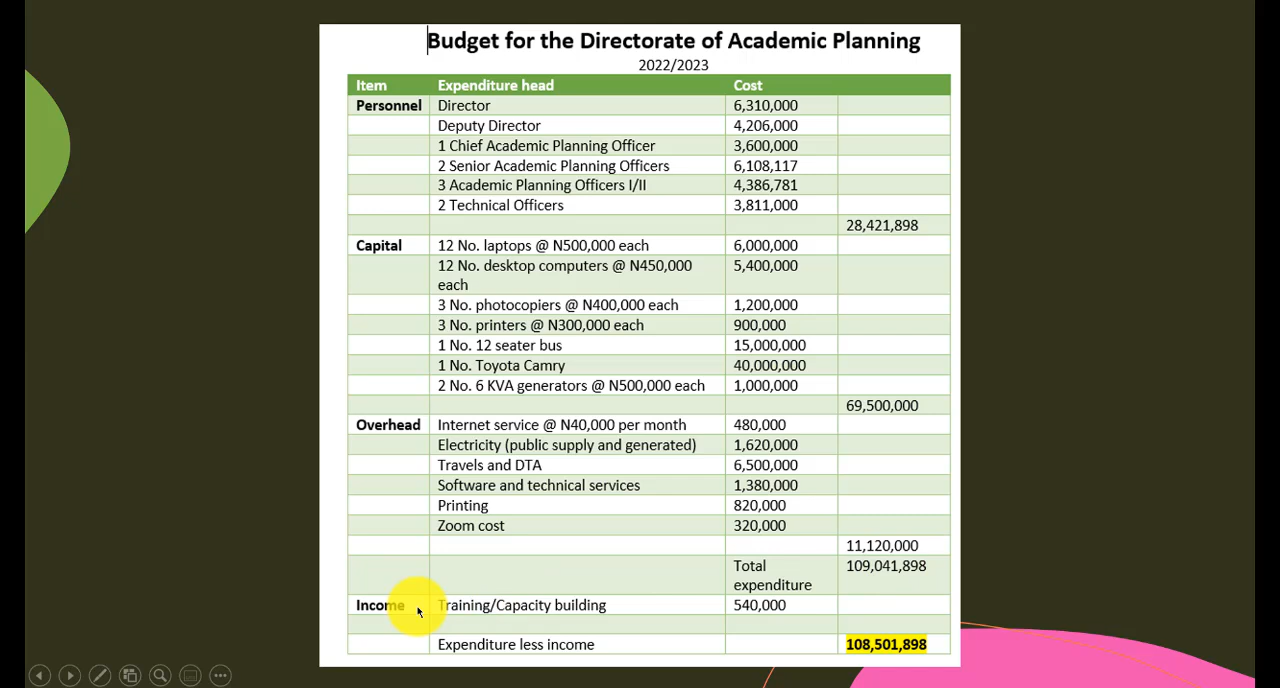 Budget for the Directorate of Academic Planning
2022/2023
Item Expenditure head Cost
Personnel Director 6,310,000
Deputy Director 4,206,000
1 Chief Academic Planning Officer 3,600,000
2 Senior Academic Planning Officers 6,108,117
3 Academic Planning Officers I/II 4,386,781
2 Technical Officers 3,811,000
28,421,898
Capital 12 No. laptops @ N500,000 each 6,000,000
12 No. desktop computers @ N450,000 5,400,000
each
3 No. photocopiers @ N400,000 each 1,200,000
3 No. printers @ N300,000 each 900,000
1 No. 12 seater bus 15,000,000
1 No. Toyota Camry 40,000,000
2 No. 6 KVA generators @ N500,000 each 1,000,000
69,500,000
Overhead Internet service @ N40,000 per month 480,000
Electricity (public supply and generated) 1,620,000
Travels and DTA 6,500,000
Software and technical services 1,380,000
Printing 820,000
Zoom cost 320,000
11,120,000
Total 109,041,898
expenditure
Income Training/Capacity building 540,000
Expenditure less income 108,501,898